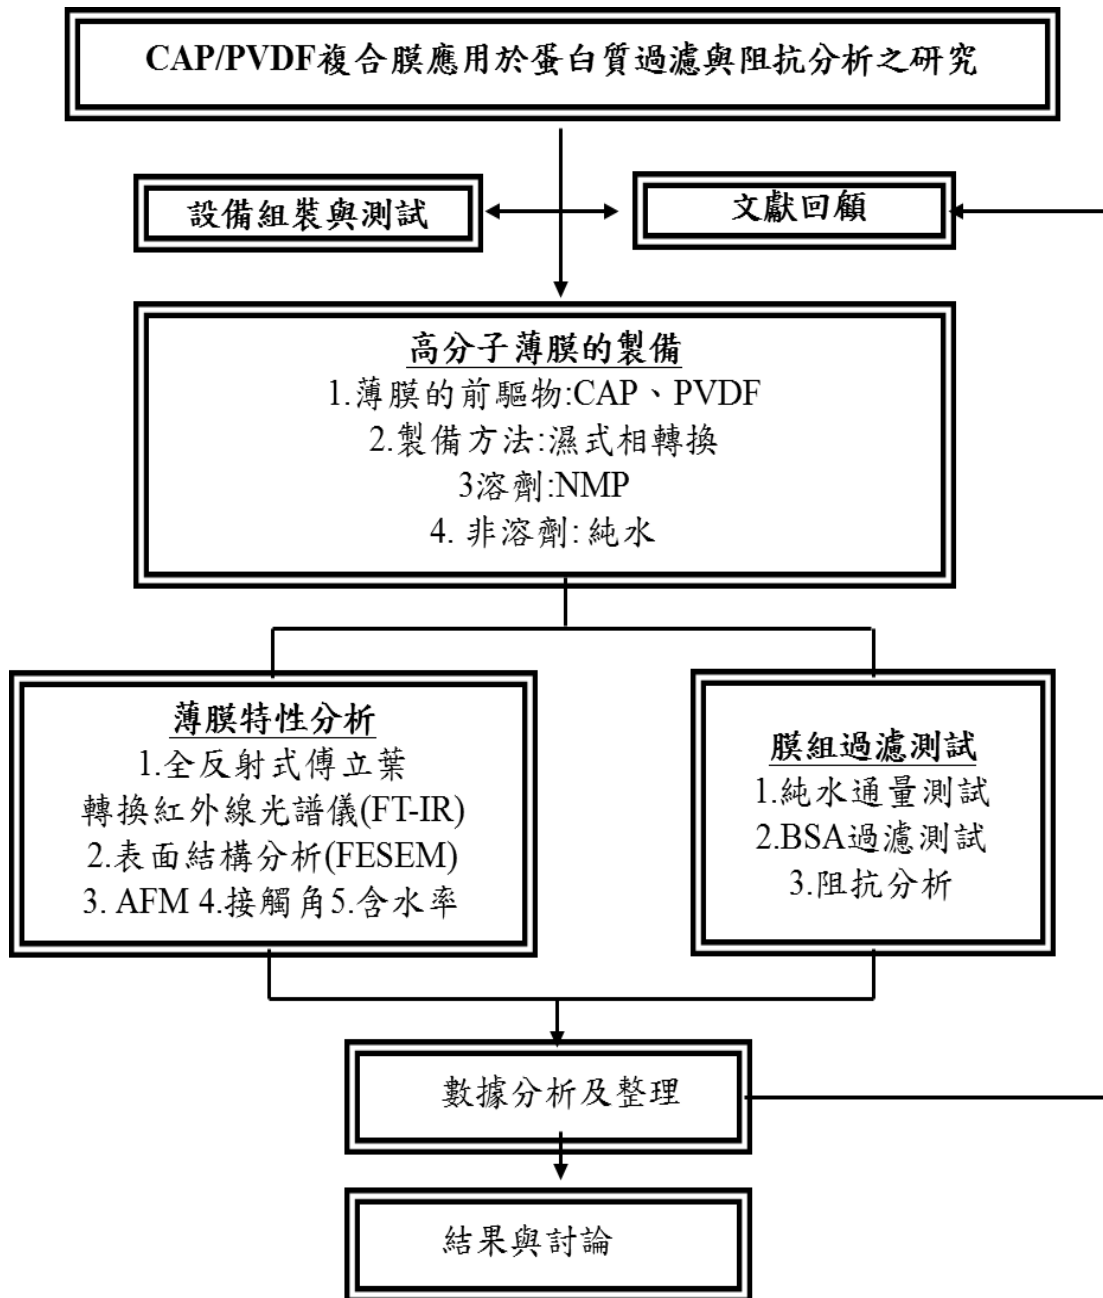 CAP/PVDF複合膜應用於蛋白質過濾與阻抗分析之研究
設備組裝與測試
文獻回顧
高分子薄膜的製備
1.薄膜的前驅物:CAP、PVDF
2.製備方法:濕式相轉換
3溶劑:NMP
4. 非溶劑: 純水
薄膜特性分析
1.全反射式傅立葉
轉換紅外線光譜儀(FT-IR)
2.表面結構分析(FESEM)
3. AFM 4.接觸角5.含水率
膜組過濾測試
1.純水通量測試
2.BSA過濾測試
3.阻抗分析
數據分析及整理
結果與討論